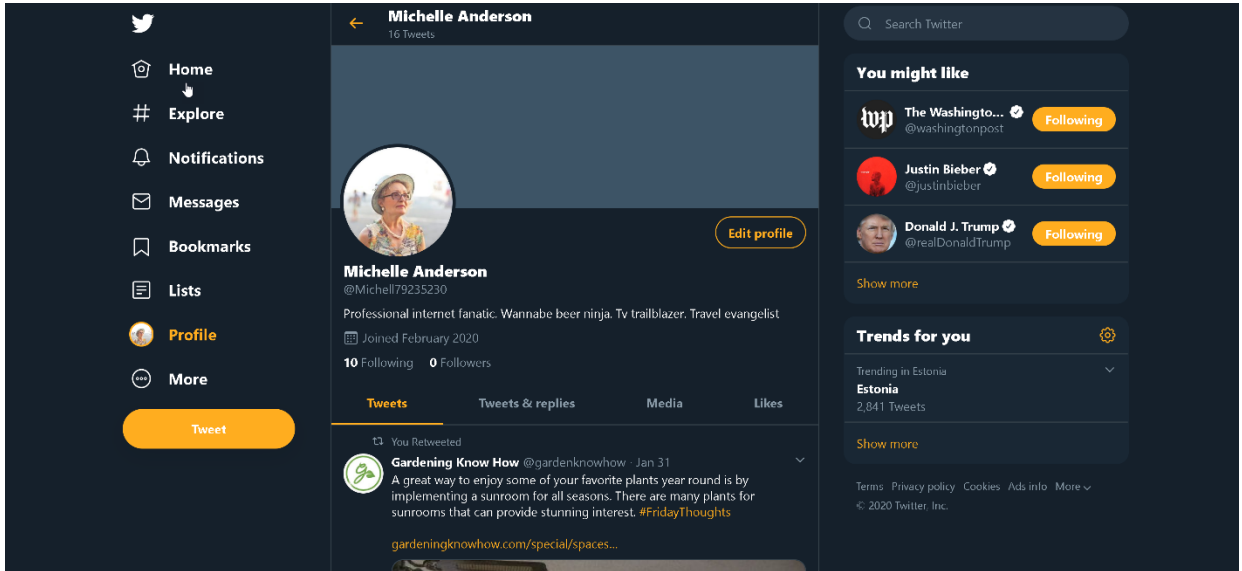 Home
Explore
Notifications
Messages
Bookmarks
Lists
Profile
More
Tweet
Michelle Anderson
16 Tweets
Edit profile
Michelle Anderson
@Michell79235230
Professional internet fanatic. Wannabe beer ninja. Tv trailblazer. Travel evangelist
Joined February 2020
10 Following 0 Followers
Tweets Tweets & replies Media Likes
You Retweeted
Gardening Know How @gardenknowhow · Jan 31
A great way to enjoy some of your favorite plants year round is by
implementing a sunroom for all seasons. There are many plants for
sunrooms that can provide stunning interest. #FridayThoughts
gardeningknowhow.com/special/spaces...
Search Twitter
You might like
wp
The Washingto... Following
@washingtonpost
Justin Bieber Following
@justinbieber
Donald J. Trump Following
@realDonaldTrump
Show more
Trends for you
Trending in Estonia
Estonia
2,841 Tweets
Show more
Terms Privacy policy Cookies Ads info More
© 2020 Twitter, Inc.